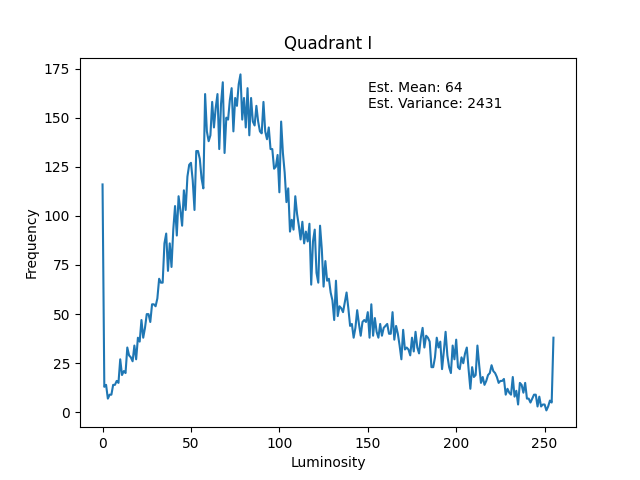 Quadrant I
Est. Mean: 64
Est. Variance: 2431
Frequency
175
150
125
100
75
50
25
0
0 50 100 150 200 250
Luminosity